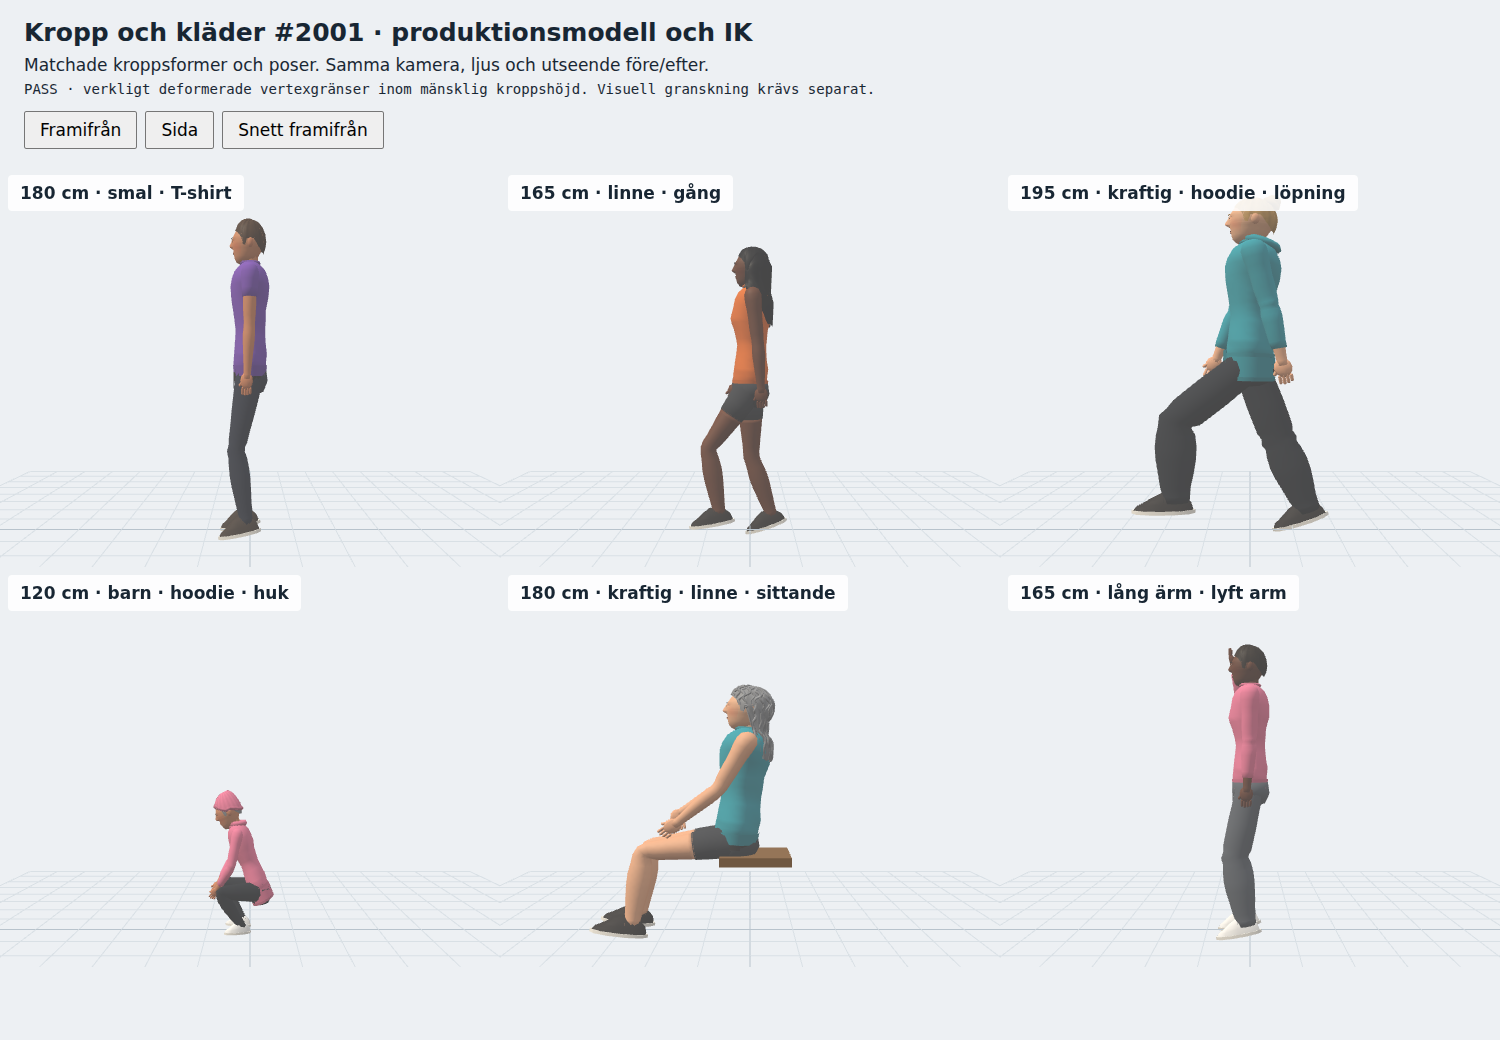 Kropp och kläder #2001 · produktionsmodell och IK
Matchade kroppsformer och poser. Samma kamera, ljus och utseende före/efter.
PASS · verkligt deformerade vertexgränser inom mänsklig kroppshöjd. Visuell granskning krävs separat.
Framifrån
Sida
Snett framifrån
180 cm · smal · T-shirt
165 cm · linne · gång
195 cm · kraftig · hoodie · löpning
120 cm · barn · hoodie · huk
180 cm · kraftig · linne · sittande
165 cm · lång ärm · lyft arm